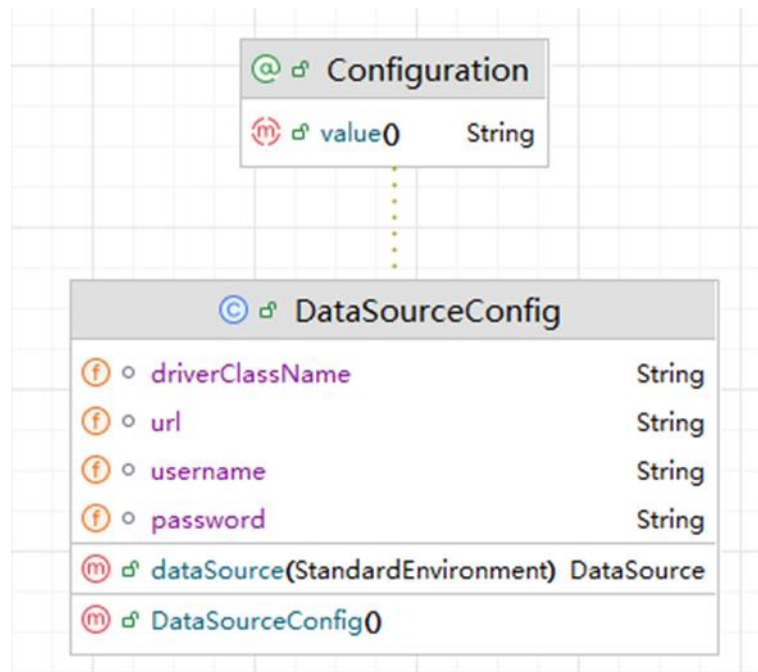 @ Configuration
m value() String
C DataSourceConfig
f driverClassName String
f url String
f username String
f password String
m dataSource(StandardEnvironment) DataSource
m DataSourceConfig()